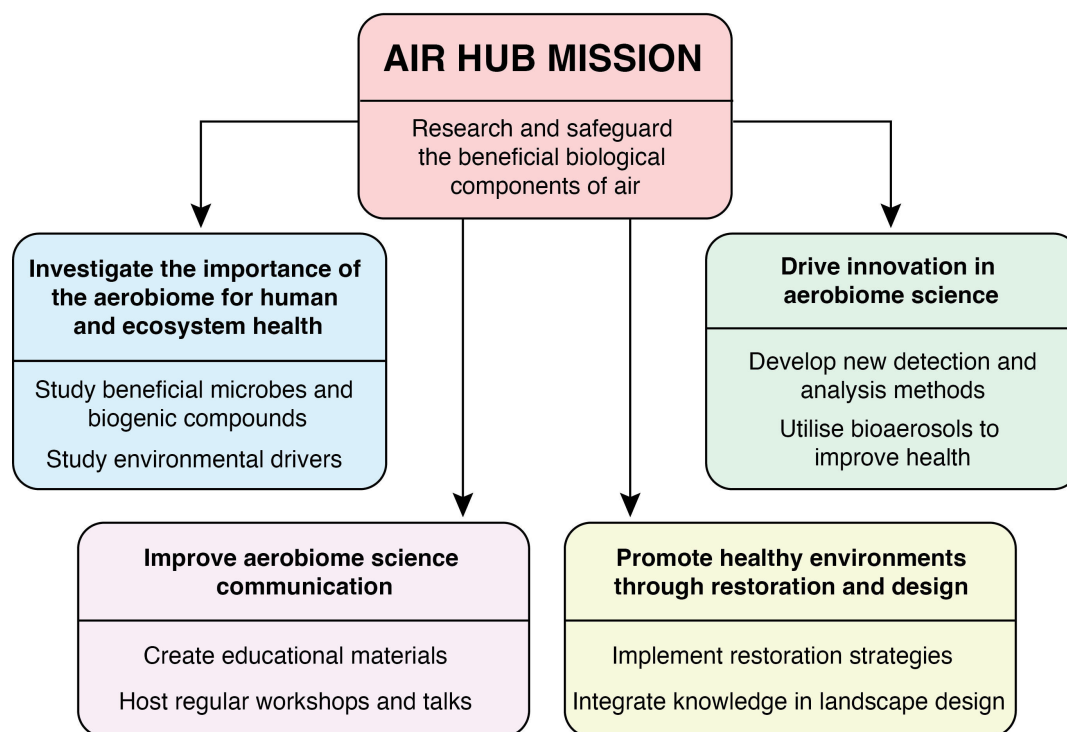 AIR HUB MISSION
Research and safeguard
the beneficial biological
components of air
Investigate the importance of
the aerobiome for human
and ecosystem health
Study beneficial microbes and
biogenic compounds
Study environmental drivers
Drive innovation in
aerobiome science
Develop new detection and
analysis methods
Utilise bioaerosols to
improve health
Improve aerobiome science
communication
Create educational materials
Host regular workshops and talks
Promote healthy environments
through restoration and design
Implement restoration strategies
Integrate knowledge in landscape design